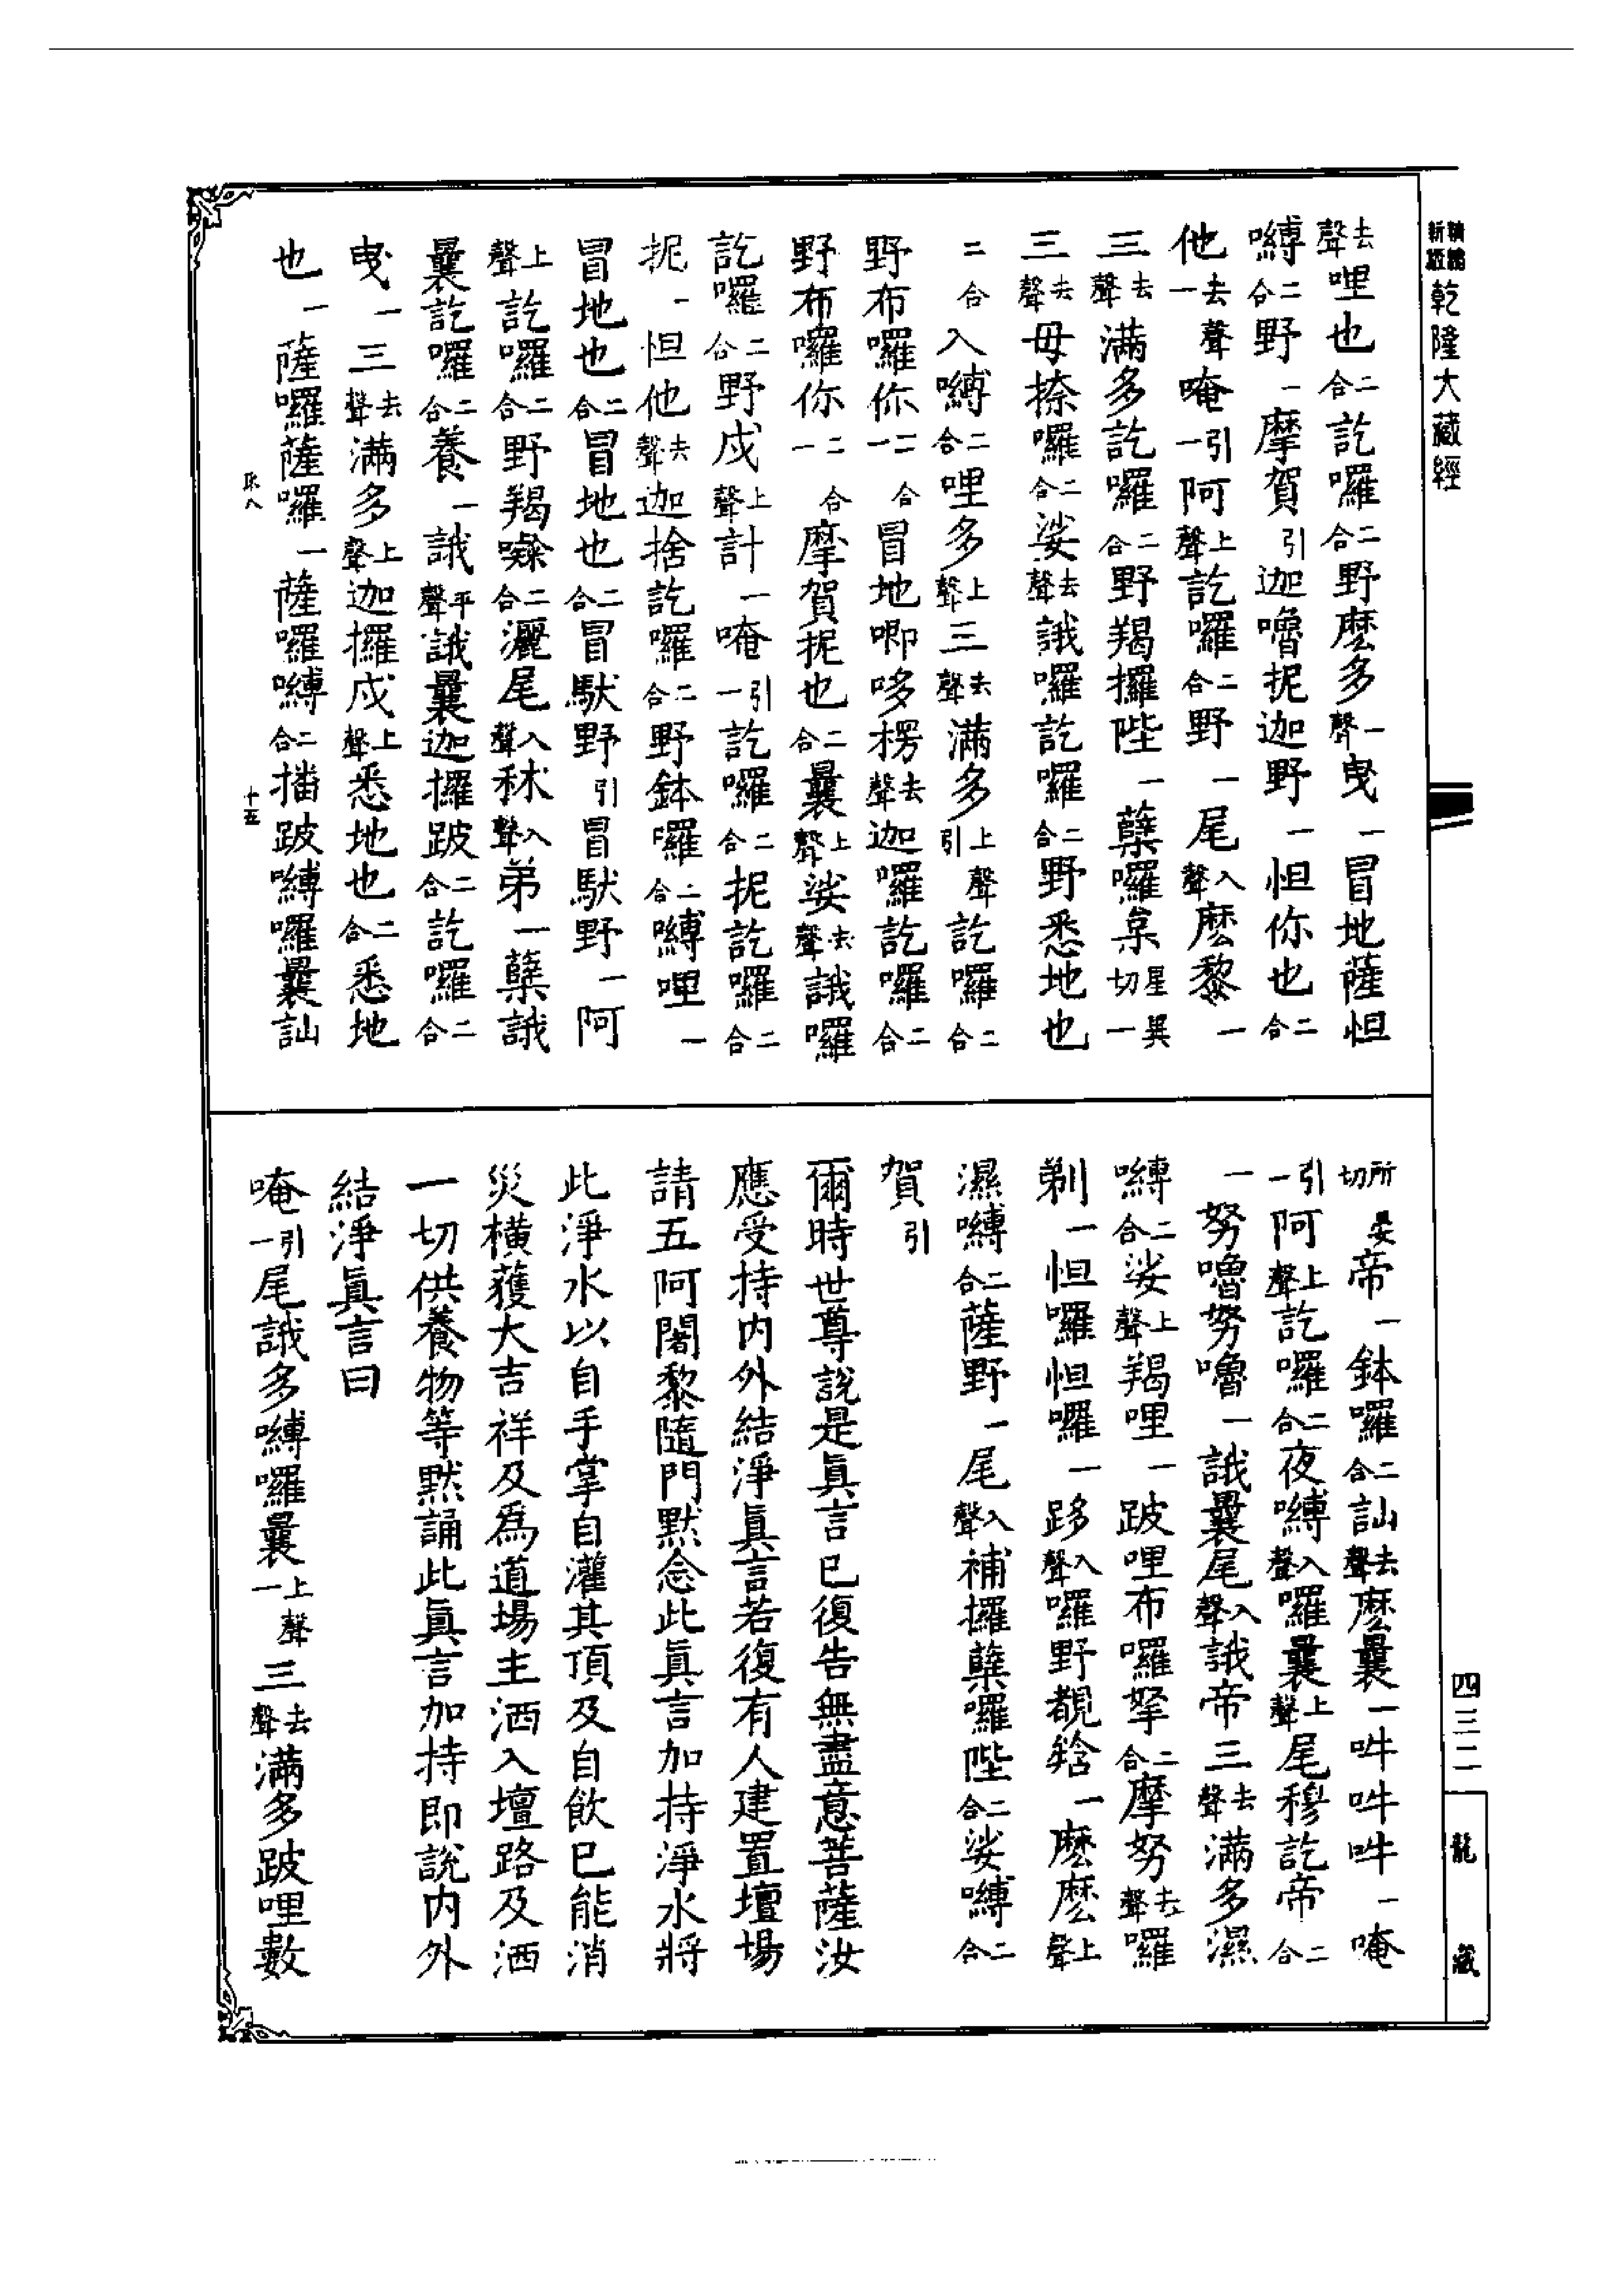 新編
縮版
乾隆大藏經
去聲哩也二合訖囉二合野麽多一聲曳一冒地薩怛
嚩二合野一摩賀引迦嚕抳迦野一怛你也二合
他去聲一唵引一阿上聲訖囉二合野一尾入聲麽黎一
三去聲滿多訖囉二合野羯攞陛一蘖囉枲星異切一
三去聲母捺囉二合娑去聲誐囉訖囉二合野悉地也
二合入嚩二合哩多上聲三去聲滿多上聲引訖囉二合
野布囉你二一合冒地唧哆楞去聲迦囉訖囉二合
野布囉你二一合摩賀抳也二合曩上聲娑去聲誐囉
訖囉二合野戍上聲計一唵引一訖囉二合抳訖囉二合
抳一怛他去聲迦捨訖囉二合野鉢囉二合嚩哩一
冒地也二合冒地也二合冒馱野引冒馱野一阿
上聲訖囉二合野羯㘑二合灑尾入聲秫入聲弟一蘖誐
曩訖囉二合養一誐平聲誐曩迦攞跛二合訖囉二合
曳一三去聲滿多上聲迦攞戍上聲悉地也二合悉地
也一薩囉薩囉一薩囉嚩二合播跛嚩囉曩訕
𭃄八 十五
所晏切帝一鉢囉二合訕去聲麽曩一吽吽吽一唵
引一阿上聲訖囉二合夜嚩入聲囉曩上聲尾穆訖帝二合
一努嚕努嚕一誐曩尾入聲誐帝三去聲滿多濕
嚩二合娑上聲羯哩一跛哩布囉拏二合摩努去聲囉
剃一怛囉怛囉一跢入聲囉野覩鎋一麽麽上聲
濕嚩二合薩野一尾入聲補攞蘖囉陛二合娑嚩二合
賀引
爾時世尊說是眞言已復告無盡意菩薩汝
應受持内外結淨眞言若復有人建置壇場
請五阿闍黎隨門默念此眞言加持淨水將
此淨水以自手掌自灌其頂及自飲已能消
災橫獲大吉祥及爲道場主洒入壇路及洒
一切供養物等默誦此眞言加持即說内外
結淨眞言曰
唵引一尾誐多嚩囉曩上聲一三去聲滿多跛哩數
四三二
龍藏